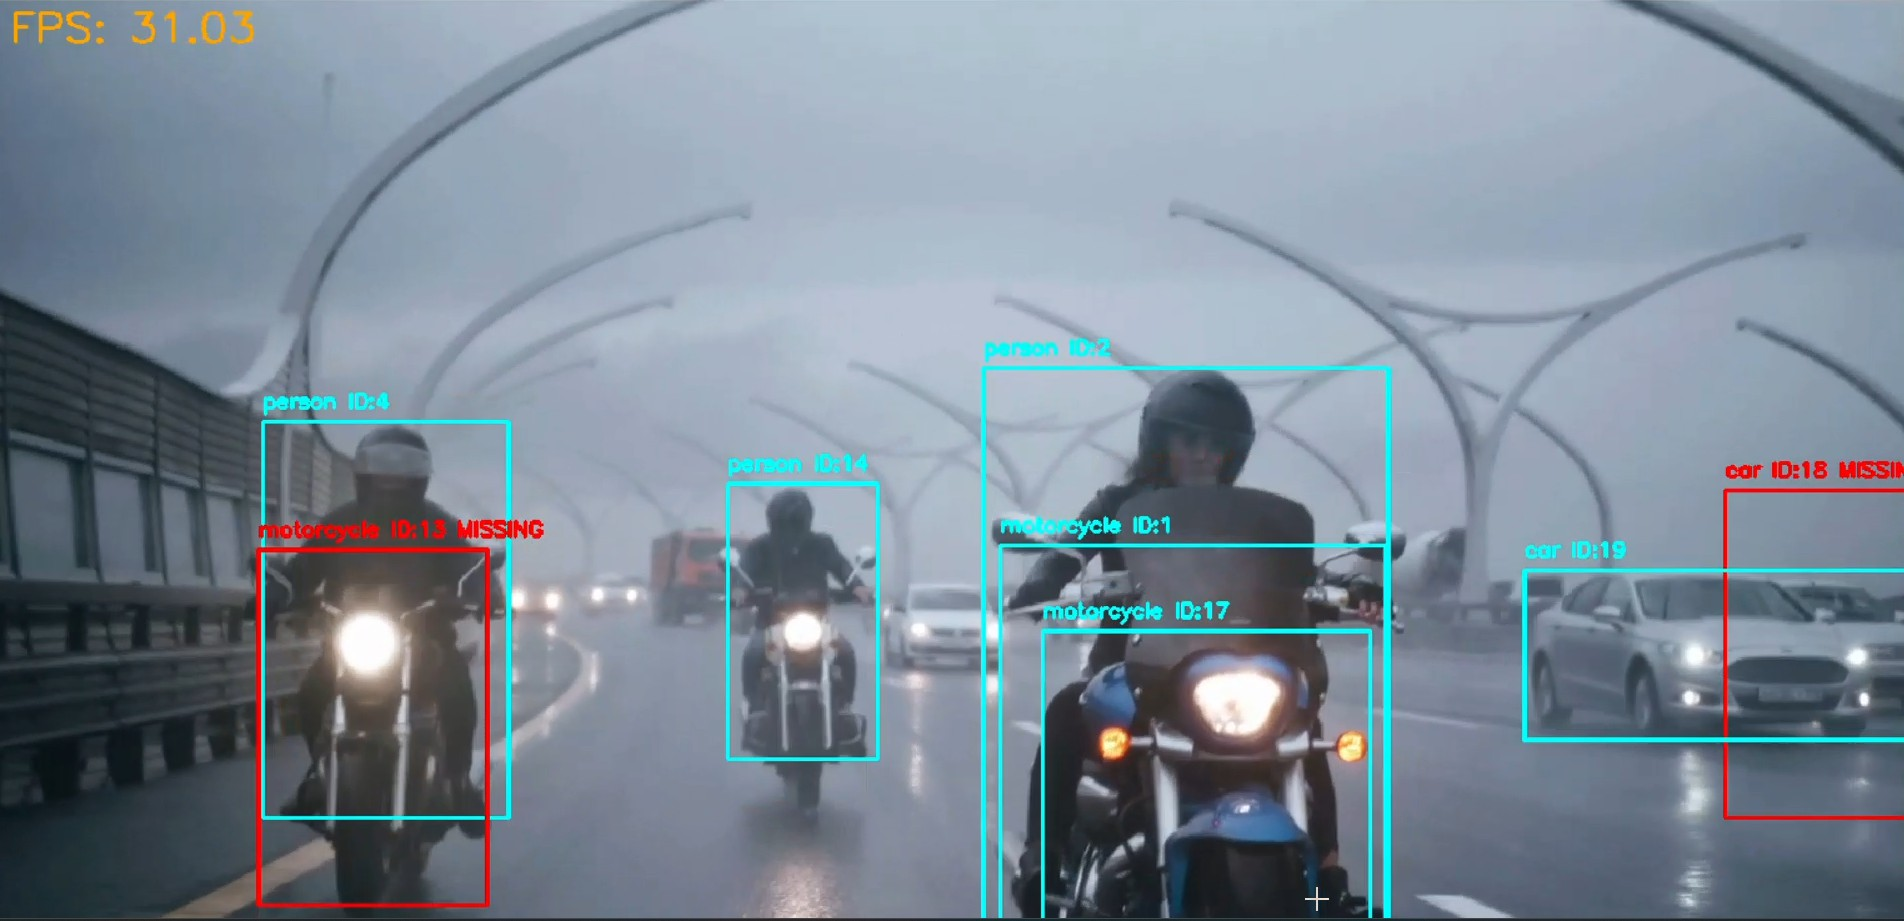 FPS: 31.03
person ID:2
person ID:4
person ID:14
car ID:18 MISSIN
motorcycle ID:1
motorcycle ID:13 MISSING
car ID:19
motorcycle ID:17